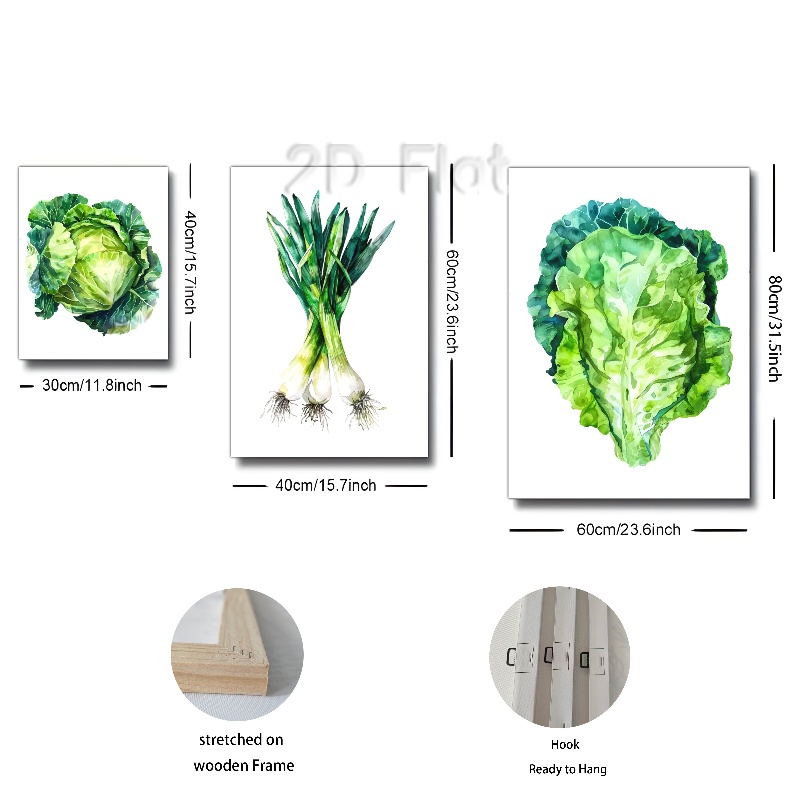 2D Flat
40cm/15.7inch
30cm/11.8inch
60cm/23.6inch
40cm/15.7inch
80cm/31.5inch
60cm/23.6inch
stretched on
wooden Frame
Hook
Ready to Hang